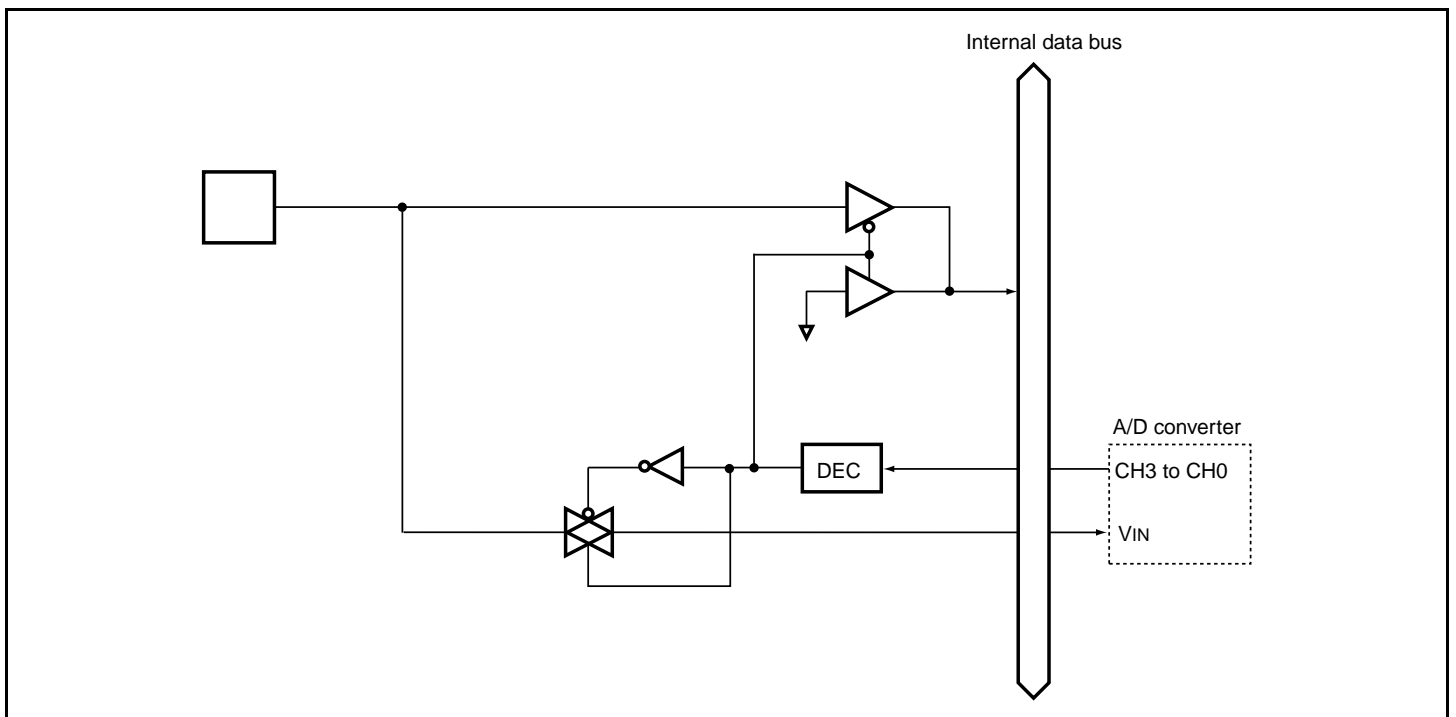 Internal data bus
A/D converter
DEC
CH3 to CH0
VIN